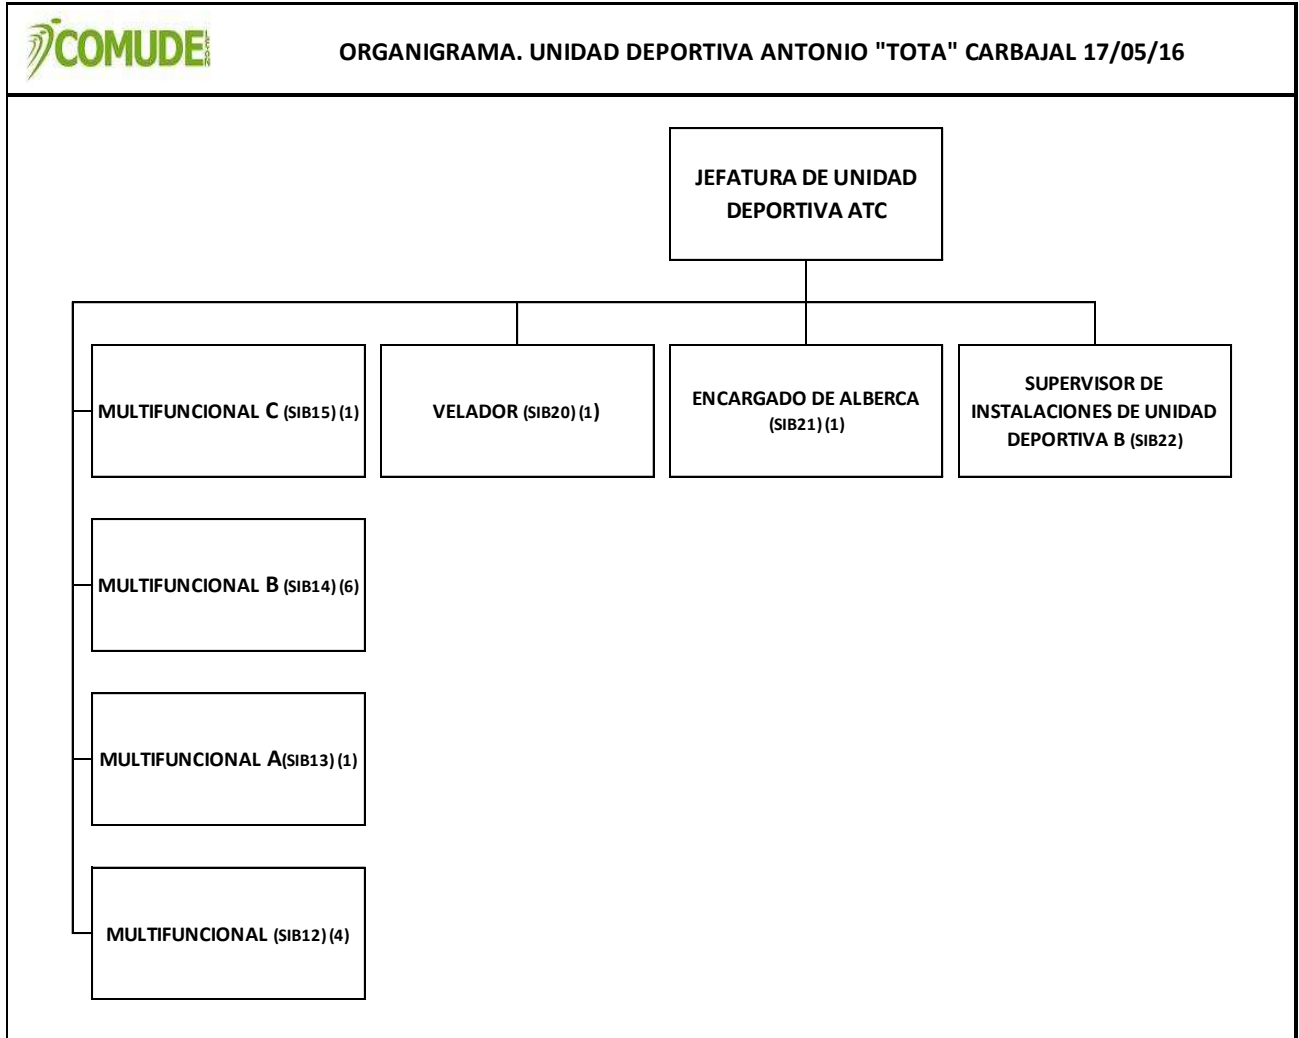 COMUDE
LEON
ORGANIGRAMA. UNIDAD DEPORTIVA ANTONIO "TOTA" CARBAJAL 17/05/16
JEFATURA DE UNIDAD
DEPORTIVA ATC
MULTIFUNCIONAL C (SIB15) (1)
VELADOR (SIB20) (1)
ENCARGADO DE ALBERCA
(SIB21) (1)
SUPERVISOR DE
INSTALACIONES DE UNIDAD
DEPORTIVA B (SIB22)
MULTIFUNCIONAL B (SIB14) (6)
MULTIFUNCIONAL A(SIB13) (1)
MULTIFUNCIONAL (SIB12) (4)